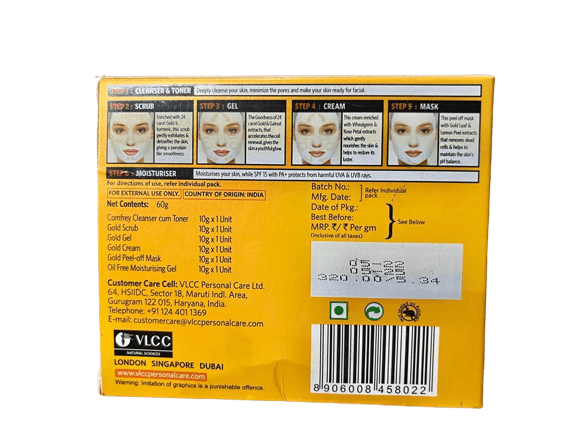 STEP 1 : CLEANSER & TONER Deeply cleanse your skin, minimize the pores and make your skin ready for facial.
STEP 2 : SCRUB
Enriched with 24
carat Gold &
turmeric, this scrub
gently exfoliates &
detoxifies the skin,
giving a porcelain
like smoothness.
STEP 3 : GEL
The Goodness of 24
carat Gold & Galnut
extracts, that
accelerates the cell
renewal, gives the
skin a youthful glow.
STEP 4 : CREAM
This cream enriched
with Wheatgerm &
Rose Petal extracts
which gently
nourishes the skin &
helps to restore its
luster.
STEP 5 : MASK
This peel off mask
with Gold Leaf &
Lemon Peel extracts
that removes dead
cells & helps to
maintain the skin's
pH balance.
MOISTURISER Moisturises your skin, while SPF 15 with PA+ protects from harmful UVA & UVB rays.
For directions of use, refer individual pack.
FOR EXTERNAL USE ONLY. COUNTRY OF ORIGIN: INDIA
Net Contents: 60g
Comfrey Cleanser cum Toner 10g x 1 Unit
Gold Scrub 10g x 1 Unit
Gold Gel 10g x 1 Unit
Gold Cream 10g x 1 Unit
Gold Peel-off Mask 10g x 1 Unit
Oil Free Moisturising Gel 10g x 1 Unit
Customer Care Cell: VLCC Personal Care Ltd.
64, HSIIDC, Sector 18, Maruti Indl. Area,
Gurugram 122 015, Haryana, India.
Telephone: +91 124 401 1369
E-mail: customercare@vlccpersonalcare.com
VLCC
NATURAL SCIENCES
LONDON SINGAPORE DUBAI
www.vlccpersonalcare.com
Warning: Imitation of graphics is a punishable offence.
Batch No.:
Mfg. Date:
Refer Individual
pack
Date of Pkg.:
Best Before:
MRP. ₹/ ₹ Per gm
(Inclusive of all taxes)
See Below
05-22
320.00/ .34
8 906008 458022